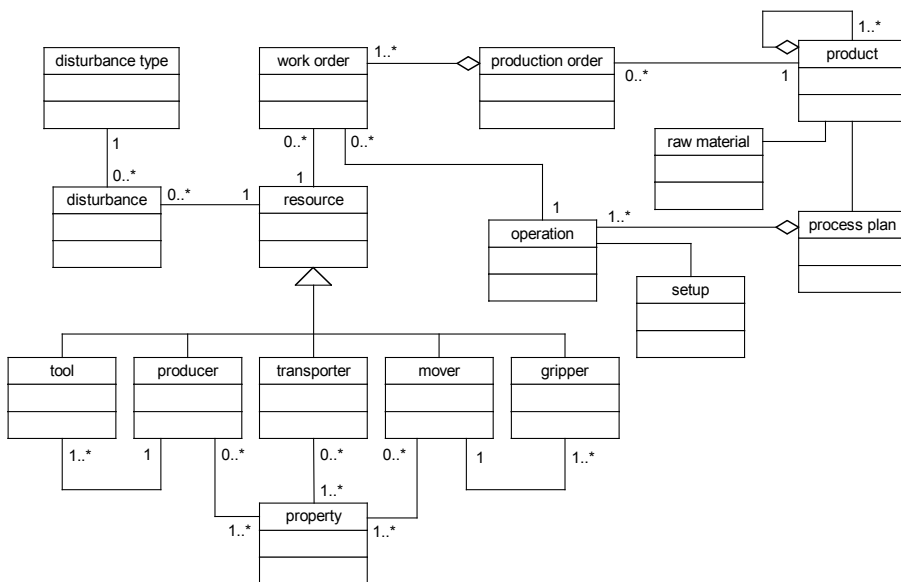 1..*
disturbance type
work order
1..*
production order
0..*
1
product
1
0..*
0..*
0..*
raw material
disturbance
0..*
1
1
resource
operation
1
1..*
process plan
setup
tool
producer
transporter
mover
gripper
1..*
1
0..*
0..*
0..*
1
1..*
1..*
1..*
property
1..*